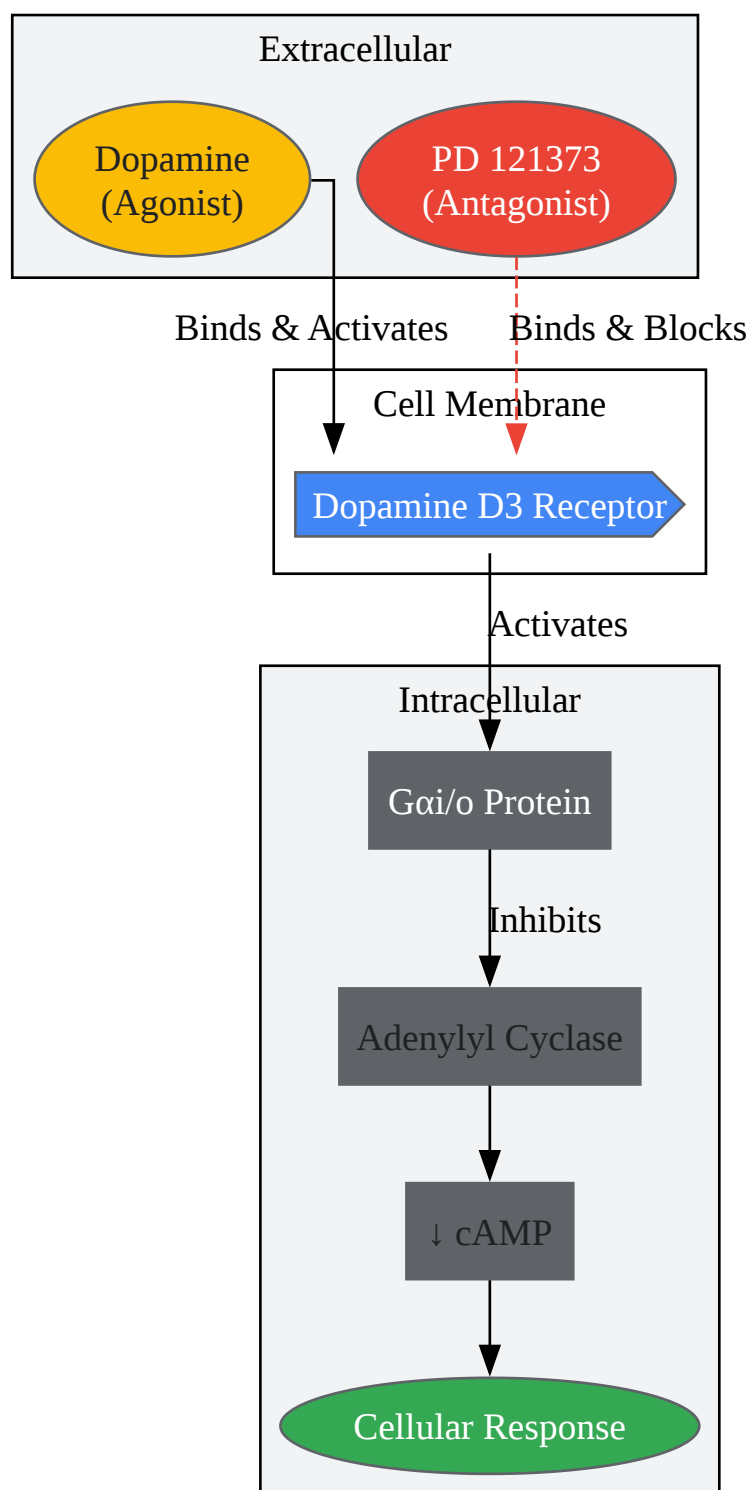 Extracellular
Dopamine
(Agonist)
PD 121373
(Antagonist)
Binds & Activates
Binds & Blocks
Cell Membrane
Dopamine D3 Receptor
Activates
Intracellular
Gαi/o Protein
Inhibits
Adenylyl Cyclase
↓ cAMP
Cellular Response